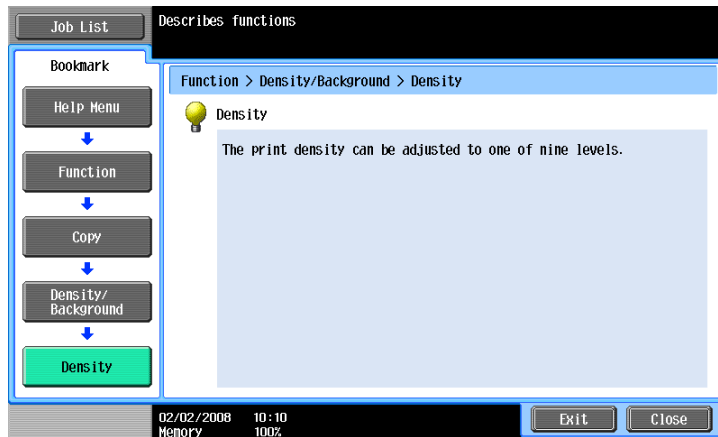 Job List
Describes functions
Bookmark
Help Menu
Function
Copy
Density/
Background
Density
Function > Density/Background > Density
Density
The print density can be adjusted to one of nine levels.
02/02/2008 10:10
Memory 100%
Exit
Close